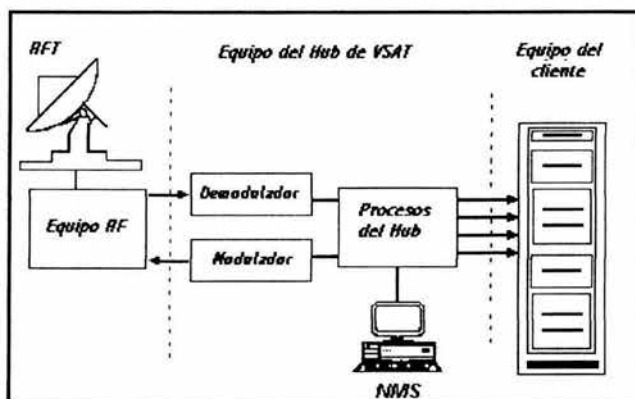 RFT
Equipo del Hub de VSAT
Equipo del
cliente
Equipo RF
Demodulador
Modulador
Procesos
del Hub
NMS